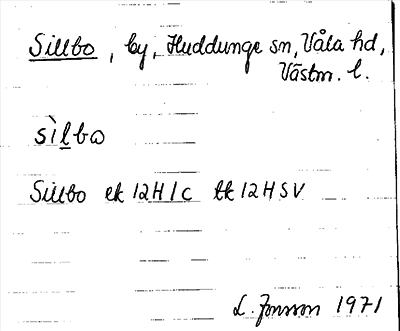 Sillbo, by, Huddunge sn, Våla hd,
Västm. l.
sìlbo
Sillbo ek 12H1c tk 12HSV
L. Jonsson 1971